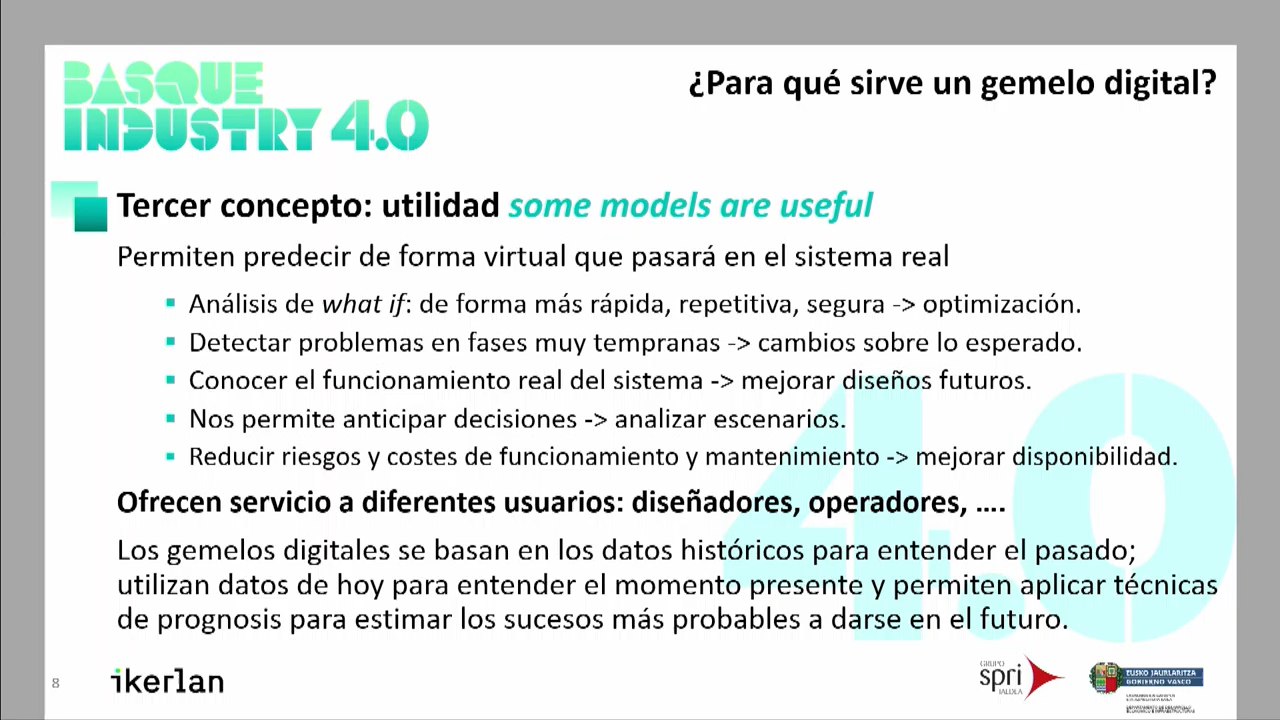 BASQUE
INDUSTRY 4.0
¿Para qué sirve un gemelo digital?
Tercer concepto: utilidad some models are useful
Permiten predecir de forma virtual que pasará en el sistema real
Análisis de what if: de forma más rápida, repetitiva, segura -> optimización.
Detectar problemas en fases muy tempranas -> cambios sobre lo esperado.
Conocer el funcionamiento real del sistema -> mejorar diseños futuros.
Nos permite anticipar decisiones -> analizar escenarios.
Reducir riesgos y costes de funcionamiento y mantenimiento -> mejorar disponibilidad.
Ofrecen servicio a diferentes usuarios: diseñadores, operadores, ....
Los gemelos digitales se basan en los datos históricos para entender el pasado;
utilizan datos de hoy para entender el momento presente y permiten aplicar técnicas
de prognosis para estimar los sucesos más probables a darse en el futuro.
4.0
8
ikerlan
GRUPO
spri
TALDEA
EUSKO JAURLARITZA
GOBIERNO VASCO